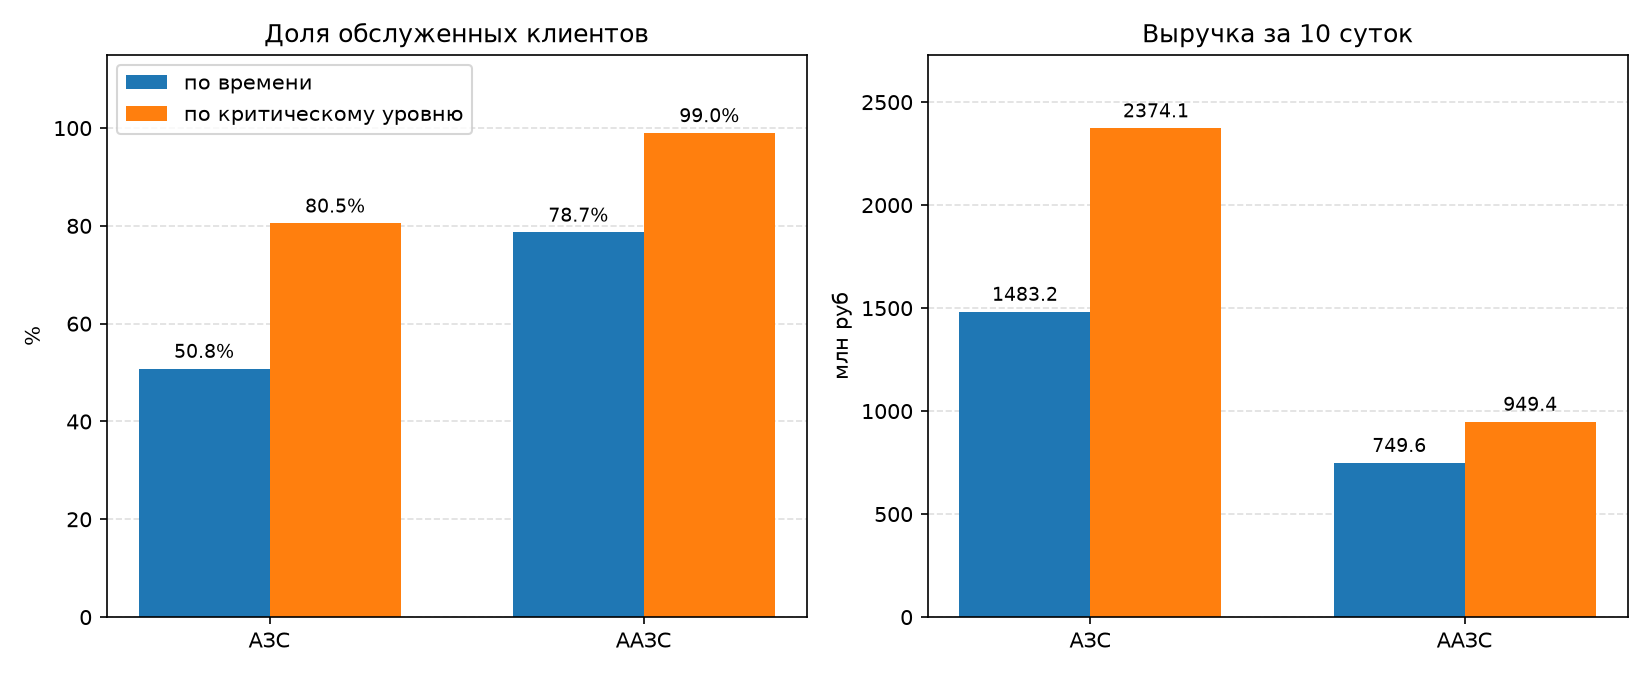 Доля обслуженных клиентов
по времени
по критическому уровню
%
100
80
60
40
20
0
50.8%
80.5%
78.7%
99.0%
АЗС
ААЗС
Выручка за 10 суток
млн руб
2500
2000
1500
1000
500
0
1483.2
2374.1
749.6
949.4
АЗС
ААЗС